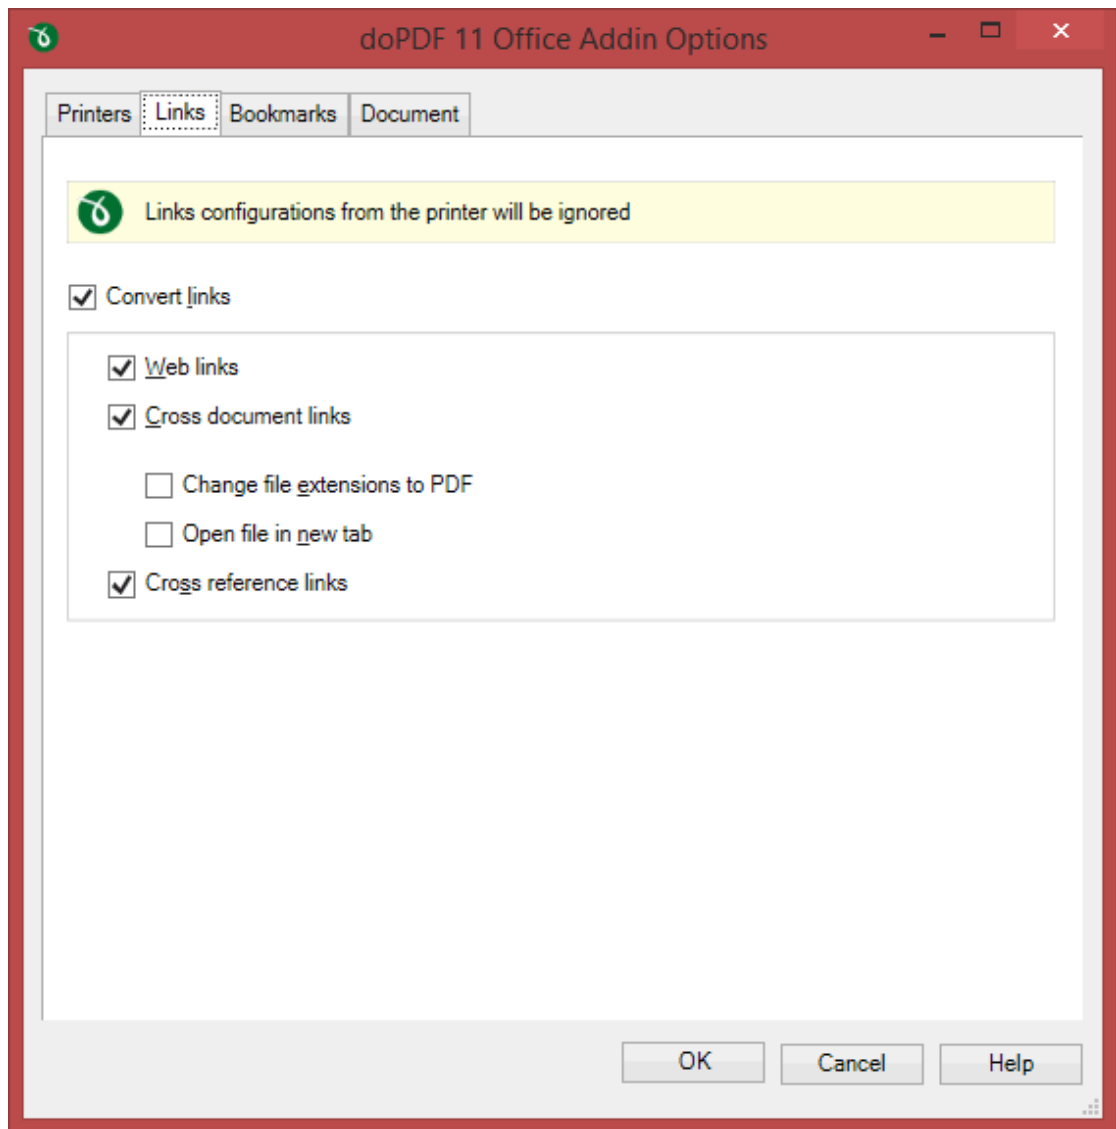 doPDF 11 Office Addin Options
Printers Links Bookmarks Document
Links configurations from the printer will be ignored
Convert links
Web links
Cross document links
Change file extensions to PDF
Open file in new tab
Cross reference links
OK Cancel Help